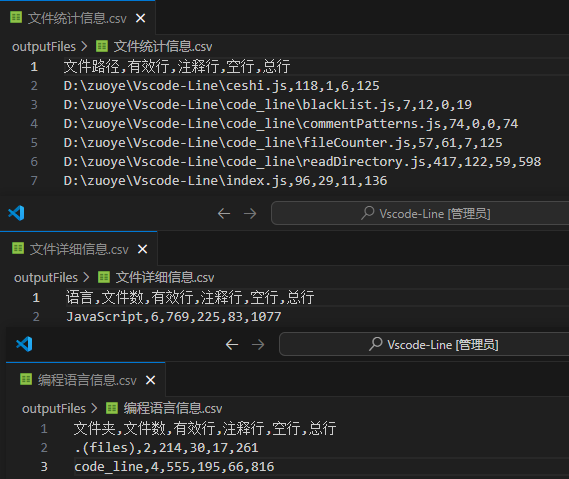 文件统计信息.csv
outputFiles > 文件统计信息.csv
1 文件路径,有效行,注释行,空行,总行
2 D:\zuoye\Vscode-Line\ceshi.js,118,1,6,125
3 D:\zuoye\Vscode-Line\code_line\blackList.js,7,12,0,19
4 D:\zuoye\Vscode-Line\code_line\commentPatterns.js,74,0,0,74
5 D:\zuoye\Vscode-Line\code_line\fileCounter.js,57,61,7,125
6 D:\zuoye\Vscode-Line\code_line\readDirectory.js,417,122,59,598
7 D:\zuoye\Vscode-Line\index.js,96,29,11,136
Vscode-Line [管理员]
文件详细信息.csv
outputFiles > 文件详细信息.csv
1 语言,文件数,有效行,注释行,空行,总行
2 JavaScript,6,769,225,83,1077
Vscode-Line [管理员]
编程语言信息.csv
outputFiles > 编程语言信息.csv
1 文件夹,文件数,有效行,注释行,空行,总行
2 .(files),2,214,30,17,261
3 code_line,4,555,195,66,816